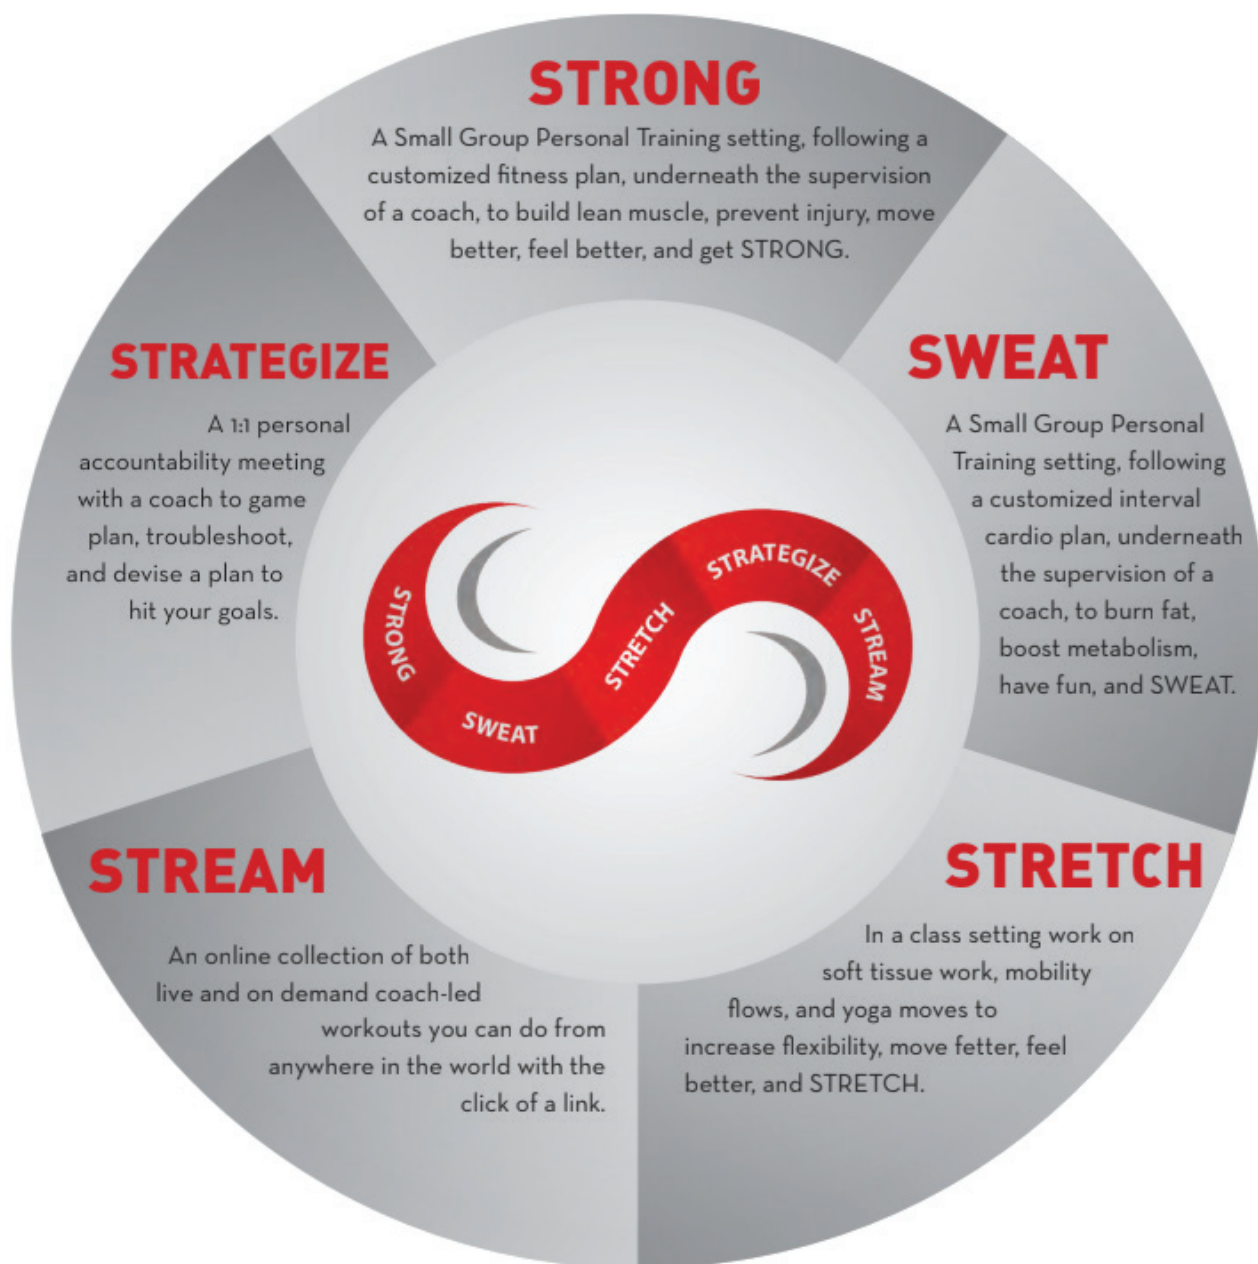 STRONG
A Small Group Personal Training setting, following a
customized fitness plan, underneath the supervision
of a coach, to build lean muscle, prevent injury, move
better, feel better, and get STRONG.
SWEAT
A Small Group Personal
Training setting, following
a customized interval
cardio plan, underneath
the supervision of a
coach, to burn fat,
boost metabolism,
have fun, and SWEAT.
STRETCH
In a class setting work on
soft tissue work, mobility
flows, and yoga moves to
increase flexibility, move fetter, feel
better, and STRETCH.
STREAM
An online collection of both
live and on demand coach-led
workouts you can do from
anywhere in the world with the
click of a link.
STRATEGIZE
A 1:1 personal
accountability meeting
with a coach to game
plan, troubleshoot,
and devise a plan to
hit your goals.
STRONG
SWEAT
STRETCH
STRATEGIZE
STREAM